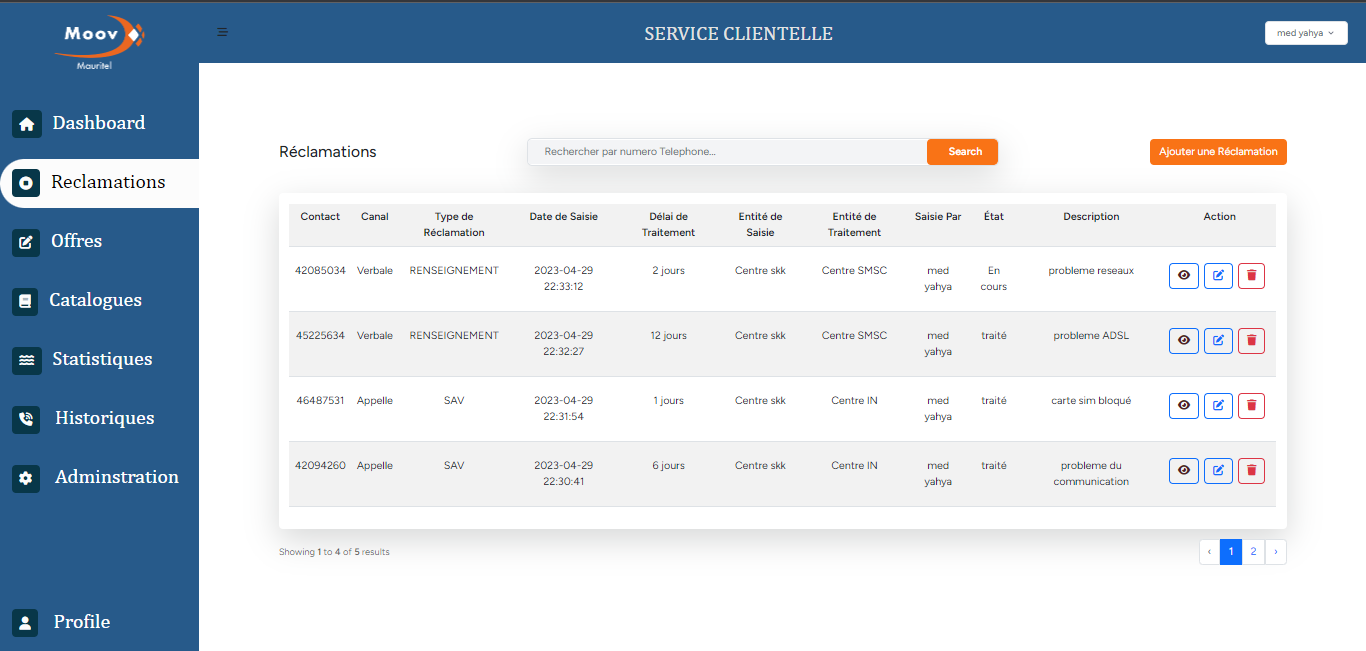 Moov
Mauritel
SERVICE CLIENTELLE
med yahya
Dashboard
Reclamations
Offres
Catalogues
Statistiques
Historiques
Adminstration
Profile
Réclamations
Rechercher par numero Telephone...
Search
Ajouter une Réclamation
Contact Canal Type de Réclamation Date de Saisie Délai de Traitement Entité de Saisie Entité de Traitement Saisie Par État Description Action
42085034 Verbale RENSEIGNEMENT 2023-04-29 22:33:12 2 jours Centre skk Centre SMSC med yahya En cours probleme reseaux
45225634 Verbale RENSEIGNEMENT 2023-04-29 22:32:27 12 jours Centre skk Centre SMSC med yahya traité probleme ADSL
46487531 Appelle SAV 2023-04-29 22:31:54 1 jours Centre skk Centre IN med yahya traité carte sim bloqué
42094260 Appelle SAV 2023-04-29 22:30:41 6 jours Centre skk Centre IN med yahya traité probleme du communication
Showing 1 to 4 of 5 results
‹ 1 2 ›